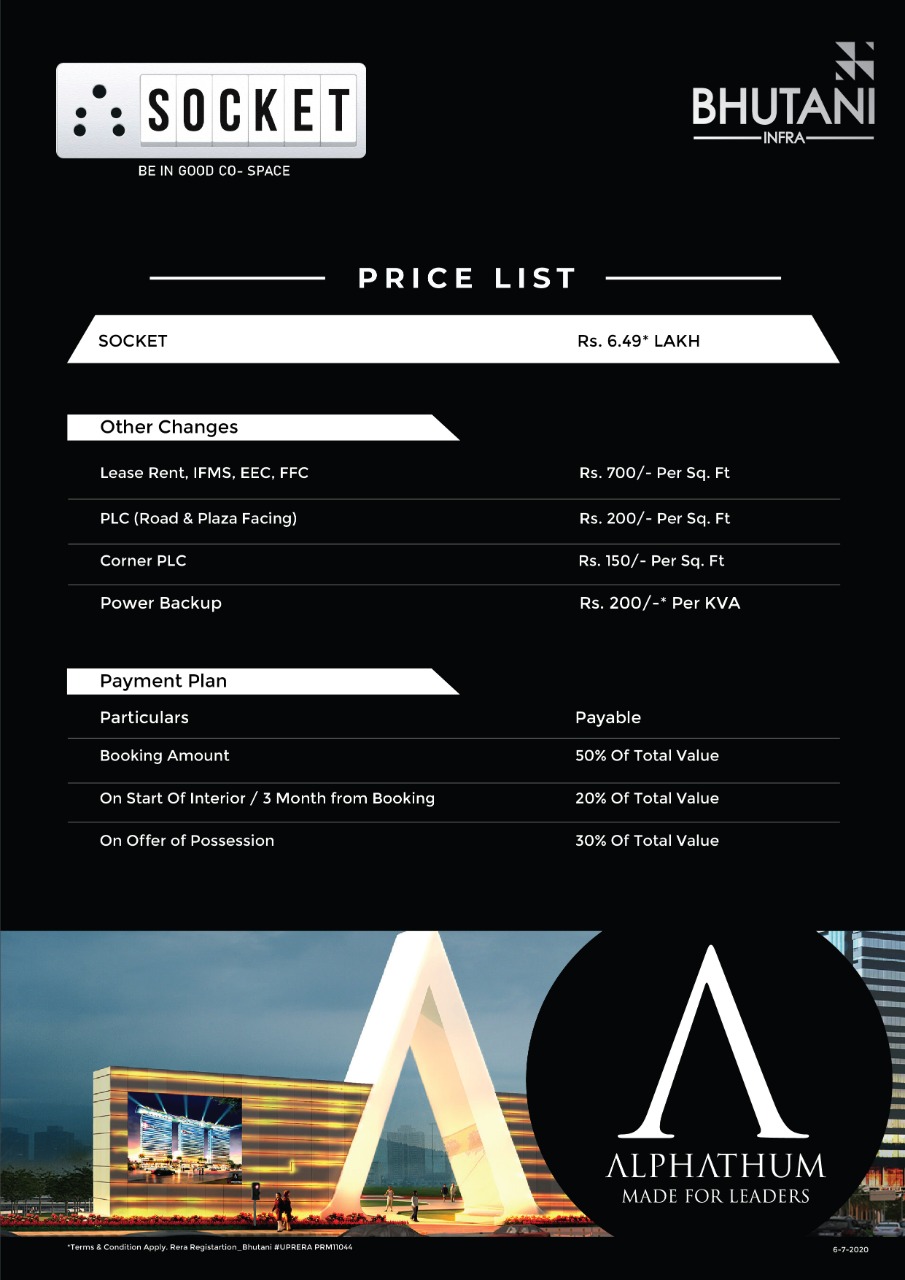 SOCKET
BE IN GOOD CO- SPACE
BHUTANI
INFRA
PRICE LIST
SOCKET Rs. 6.49* LAKH
Other Changes
Lease Rent, IFMS, EEC, FFC Rs. 700/- Per Sq. Ft
PLC (Road & Plaza Facing) Rs. 200/- Per Sq. Ft
Corner PLC Rs. 150/- Per Sq. Ft
Power Backup Rs. 200/-* Per KVA
Payment Plan
Particulars Payable
Booking Amount 50% Of Total Value
On Start Of Interior / 3 Month from Booking 20% Of Total Value
On Offer of Possession 30% Of Total Value
ALPHATHUM
MADE FOR LEADERS
*Terms & Condition Apply. Rera Registartion_Bhutani #UPRERA PRM11044
6-7-2020